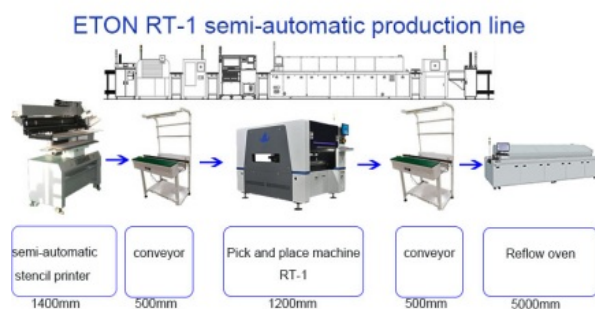 ETON RT-1 semi-automatic production line
semi-automatic
stencil printer
1400mm
conveyor
500mm
Pick and place machine
RT-1
1200mm
conveyor
500mm
Reflow oven
5000mm